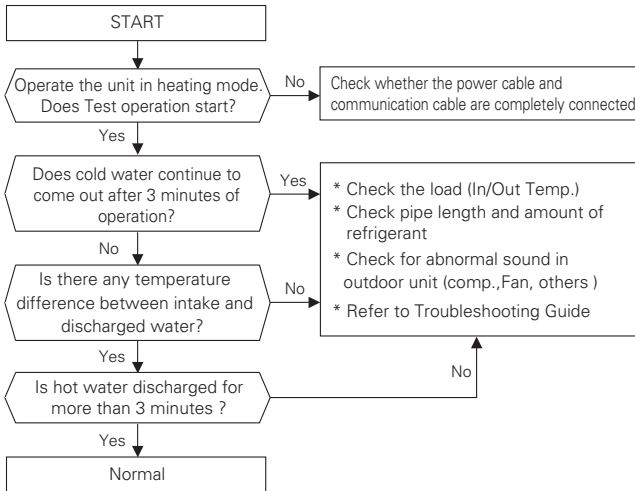 START
Operate the unit in heating mode.
Does Test operation start?
No
Check whether the power cable and
communication cable are completely connected
Yes
Does cold water continue to
come out after 3 minutes of
operation?
Yes
* Check the load (In/Out Temp.)
* Check pipe length and amount of
refrigerant
* Check for abnormal sound in
outdoor unit (comp.,Fan, others )
* Refer to Troubleshooting Guide
No
Is there any temperature
difference between intake and
discharged water?
No
Yes
Is hot water discharged for
more than 3 minutes ?
No
Yes
Normal